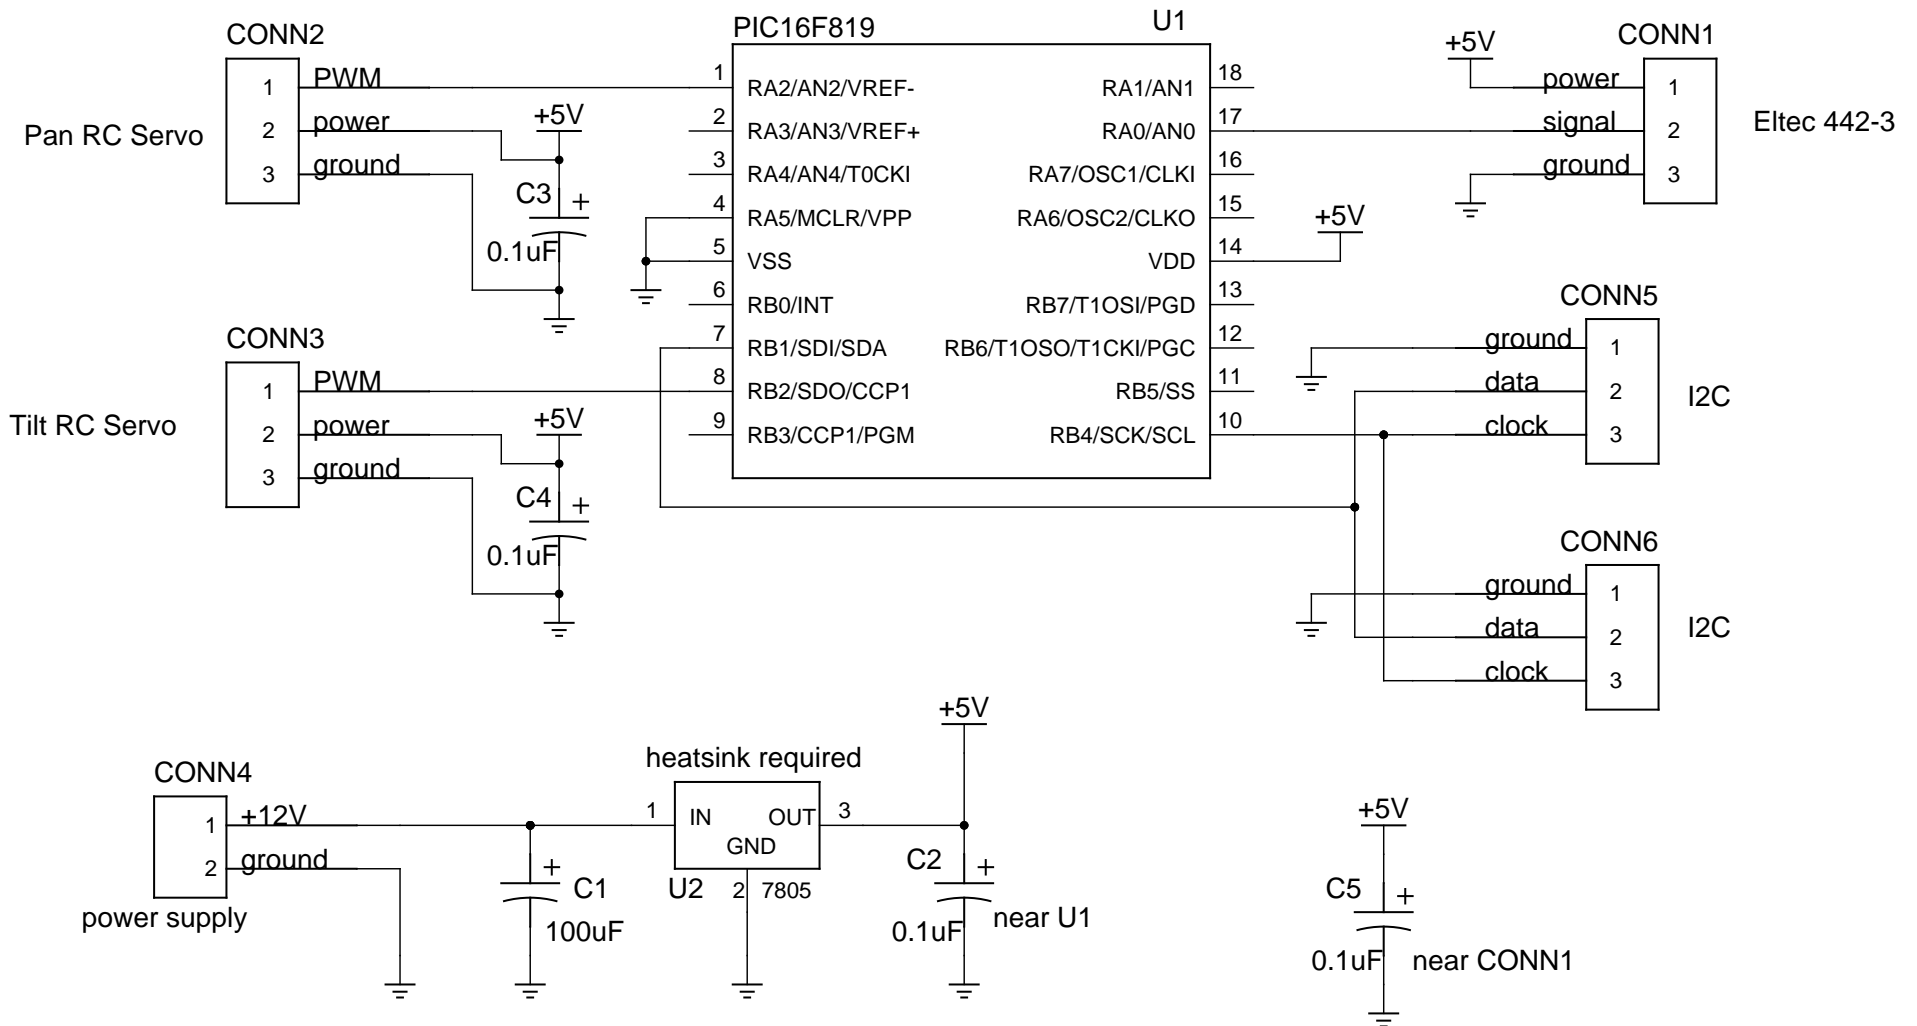 CONN2
1 PWM
2 power
3 ground
Pan RC Servo
+5V
C3 +
0.1uF
CONN3
1 PWM
2 power
3 ground
Tilt RC Servo
+5V
C4 +
0.1uF
PIC16F819 U1
1 RA2/AN2/VREF- RA1/AN1 18
2 RA3/AN3/VREF+ RA0/AN0 17
3 RA4/AN4/T0CKI RA7/OSC1/CLKI 16
4 RA5/MCLR/VPP RA6/OSC2/CLKO 15
5 VSS VDD 14
6 RB0/INT RB7/T1OSI/PGD 13
7 RB1/SDI/SDA RB6/T1OSO/T1CKI/PGC 12
8 RB2/SDO/CCP1 RB5/SS 11
9 RB3/CCP1/PGM RB4/SCK/SCL 10
+5V
CONN1
+5V
power 1
signal 2
ground 3
Eltec 442-3
CONN5
ground 1
data 2
clock 3
I2C
CONN6
ground 1
data 2
clock 3
I2C
CONN4
1 +12V
2 ground
power supply
+
C1
100uF
heatsink required
1 IN OUT 3
GND
U2 2 7805
+5V
C2 +
0.1uF near U1
+5V
C5 +
0.1uF near CONN1